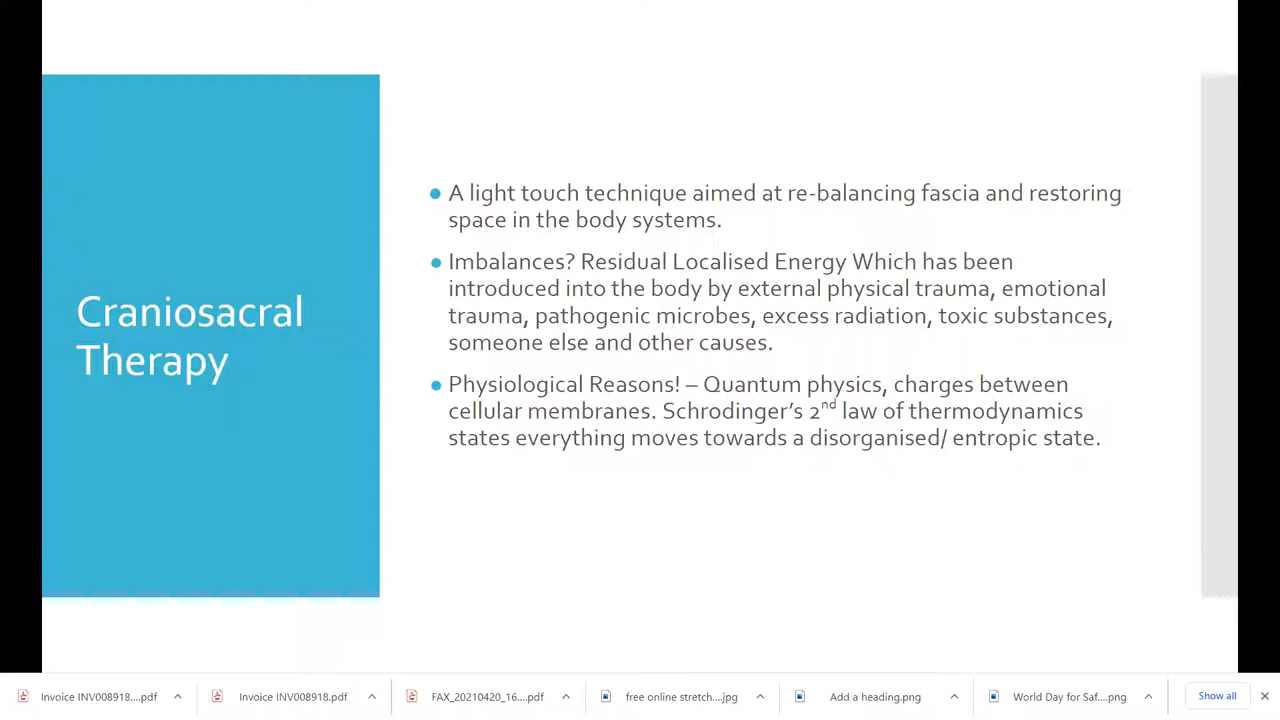 Craniosacral
Therapy
A light touch technique aimed at re-balancing fascia and restoring
space in the body systems.
Imbalances? Residual Localised Energy Which has been
introduced into the body by external physical trauma, emotional
trauma, pathogenic microbes, excess radiation, toxic substances,
someone else and other causes.
Physiological Reasons! – Quantum physics, charges between
cellular membranes. Schrodinger's 2nd law of thermodynamics
states everything moves towards a disorganised/ entropic state.
Invoice INV008918....pdf
Invoice INV008918.pdf
FAX_20210420_16....pdf
free online stretch....jpg
Add a heading.png
World Day for Saf....png
Show all